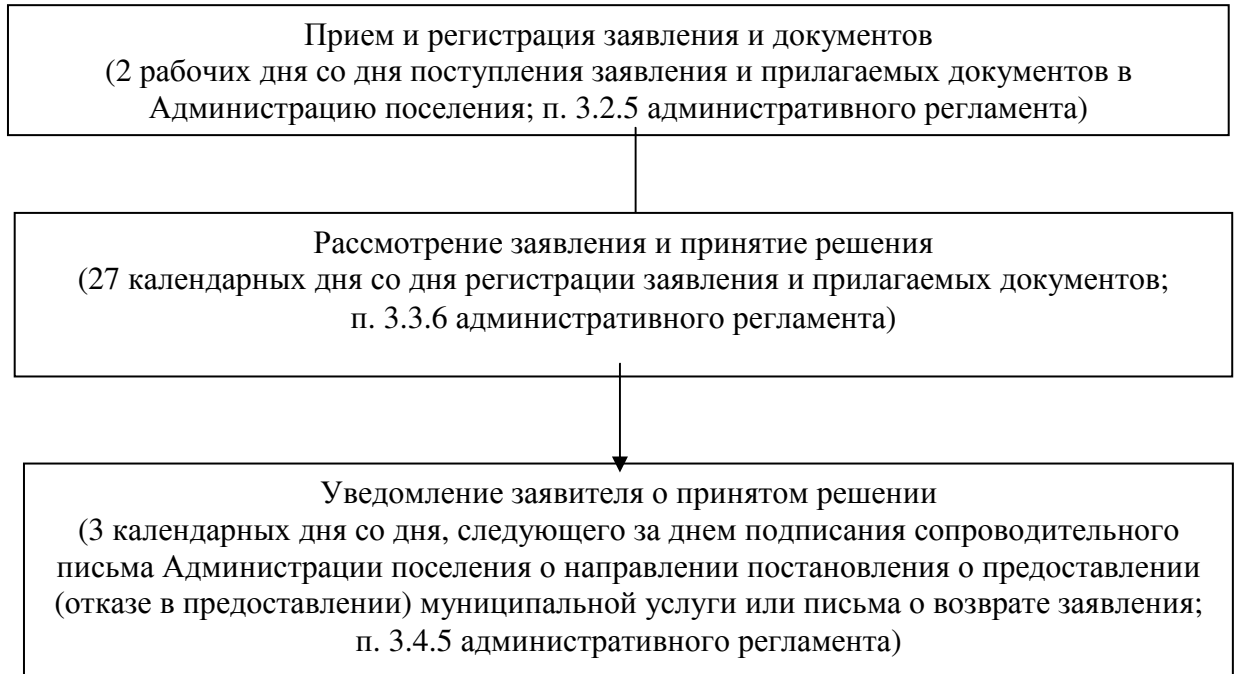 Прием и регистрация заявления и документов
(2 рабочих дня со дня поступления заявления и прилагаемых документов в
Администрацию поселения; п. 3.2.5 административного регламента)
Рассмотрение заявления и принятие решения
(27 календарных дня со дня регистрации заявления и прилагаемых документов;
п. 3.3.6 административного регламента)
Уведомление заявителя о принятом решении
(3 календарных дня со дня, следующего за днем подписания сопроводительного
письма Администрации поселения о направлении постановления о предоставлении
(отказе в предоставлении) муниципальной услуги или письма о возврате заявления;
п. 3.4.5 административного регламента)